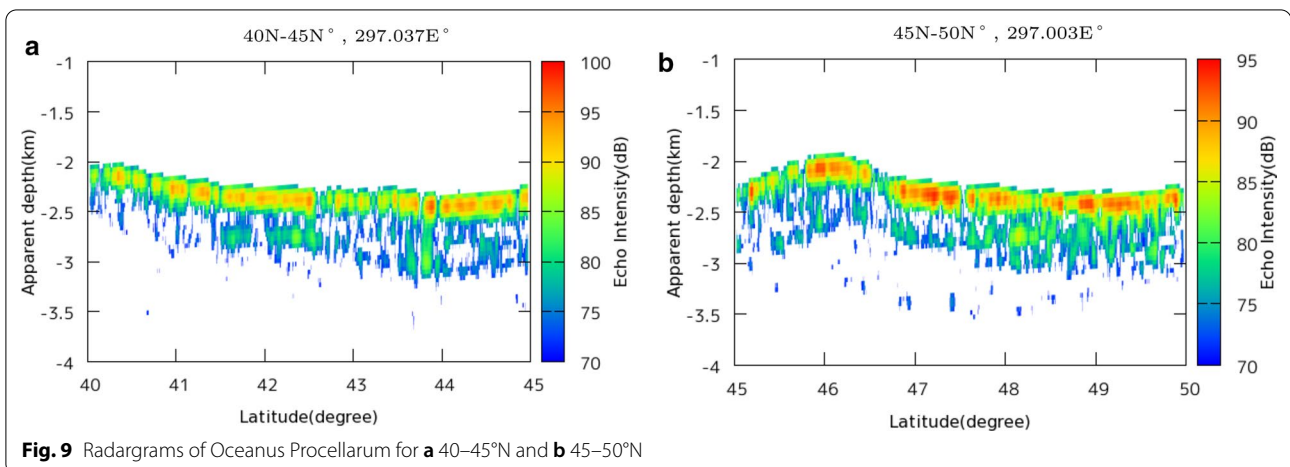 a
40N-45N° , 297.037E°
-1
-1.5
-2
-2.5
-3
-3.5
-4
Apparent depth(km)
40 41 42 43 44 45
Latitude(degree)
100
95
90
85
80
75
70
Echo Intensity(dB)
b
45N-50N° , 297.003E°
-1
-1.5
-2
-2.5
-3
-3.5
-4
Apparent depth(km)
45 46 47 48 49 50
Latitude(degree)
95
90
85
80
75
70
Echo Intensity(dB)
Fig. 9 Radargrams of Oceanus Procellarum for a 40–45°N and b 45–50°N